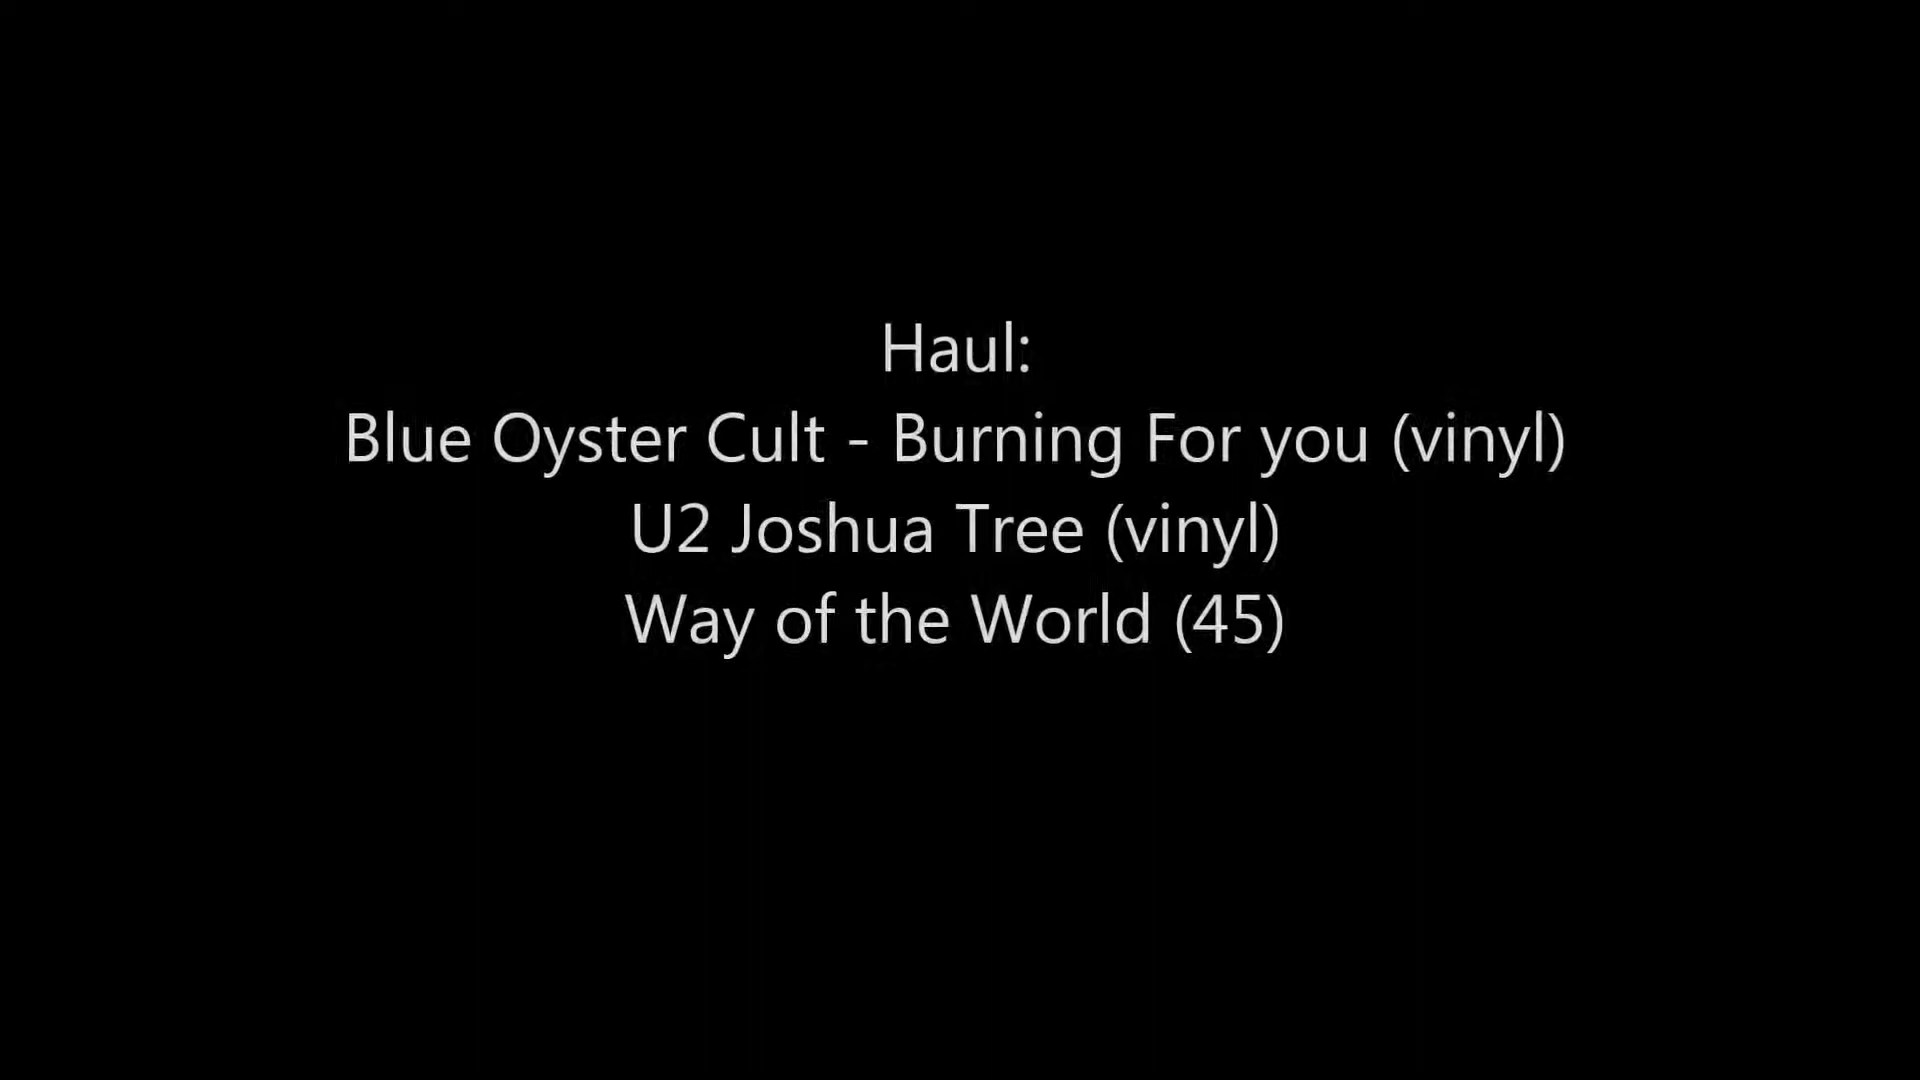 Haul:
Blue Oyster Cult - Burning For you (vinyl)
U2 Joshua Tree (vinyl)
Way of the World (45)